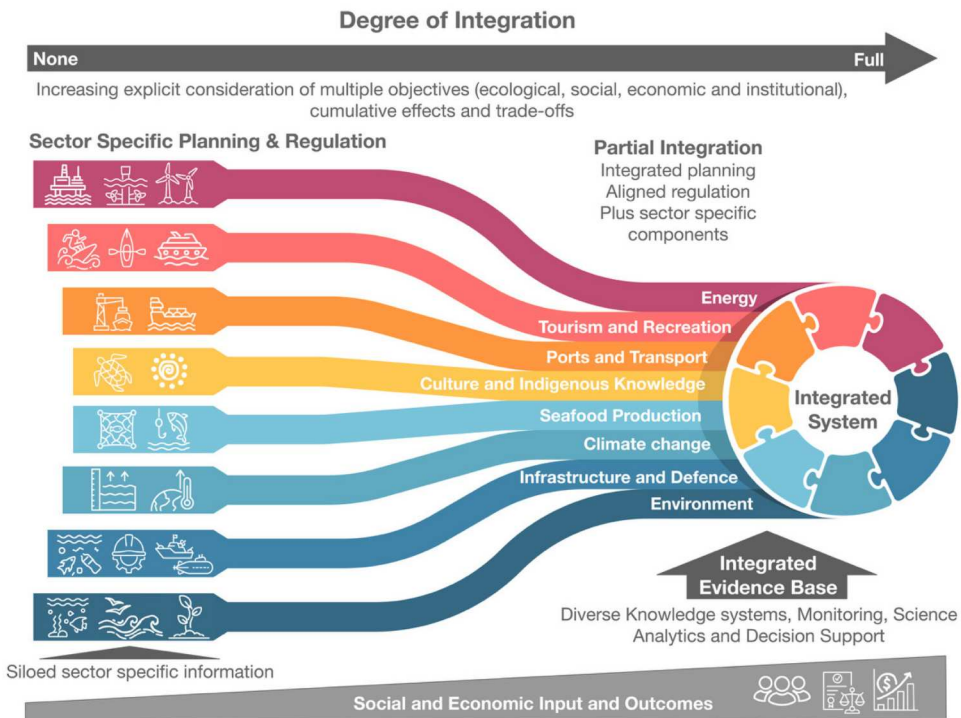 Degree of Integration
None
Full
Increasing explicit consideration of multiple objectives (ecological, social, economic and institutional),
cumulative effects and trade-offs
Sector Specific Planning & Regulation
Partial Integration
Integrated planning
Aligned regulation
Plus sector specific
components
Energy
Tourism and Recreation
Ports and Transport
Culture and Indigenous Knowledge
Seafood Production
Climate change
Infrastructure and Defence
Environment
Integrated
System
Integrated
Evidence Base
Diverse Knowledge systems, Monitoring, Science
Analytics and Decision Support
Siloed sector specific information
Social and Economic Input and Outcomes